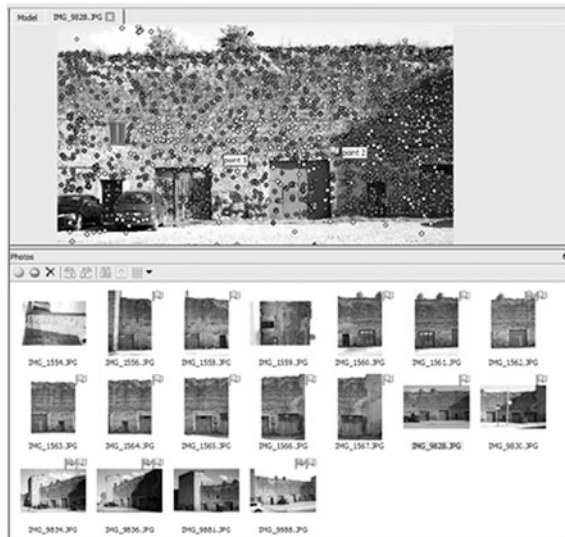 Model IMG_9828.JPG
point 1
point 2
Photos
IMG_1554.JPG IMG_1556.JPG IMG_1558.JPG IMG_1559.JPG IMG_1560.JPG IMG_1561.JPG IMG_1562.JPG
IMG_1563.JPG IMG_1564.JPG IMG_1565.JPG IMG_1566.JPG IMG_1567.JPG IMG_9828.JPG IMG_9830.JPG
IMG_9834.JPG IMG_9836.JPG IMG_9881.JPG IMG_9888.JPG